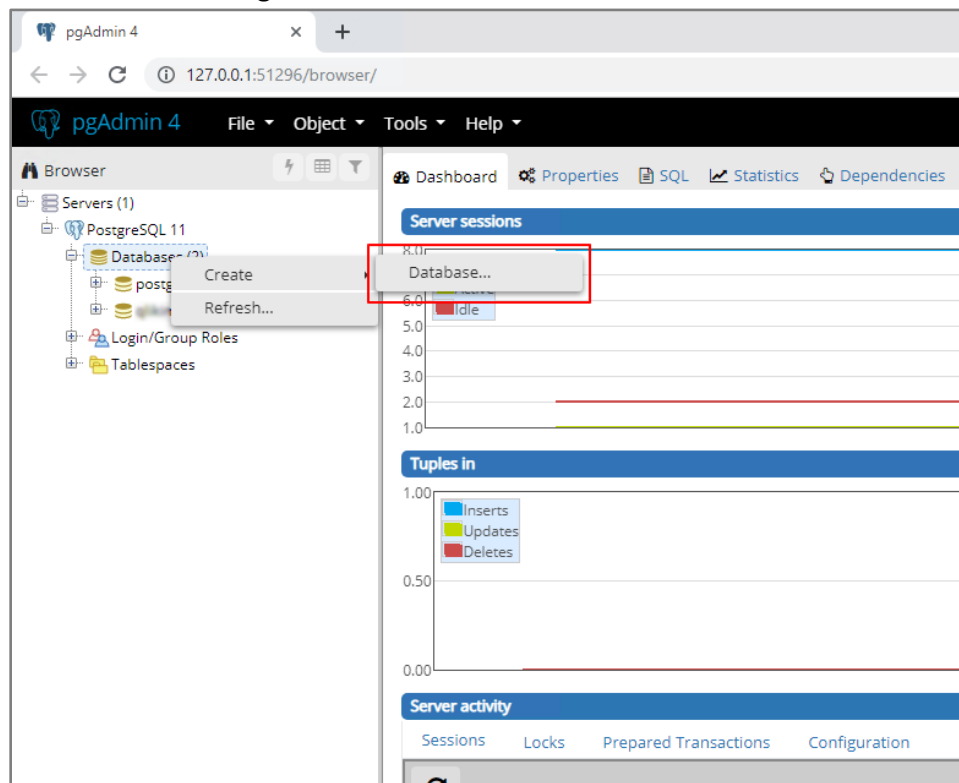 pgAdmin 4
127.0.0.1:51296/browser/
pgAdmin 4 File Object Tools Help
Browser
Dashboard Properties SQL Statistics Dependencies
Servers (1)
PostgreSQL 11
Databases (2)
Create
Database...
Refresh...
Login/Group Roles
Tablespaces
Server sessions
8.0
6.0
Active
Idle
5.0
4.0
3.0
2.0
1.0
Tuples in
1.00
Inserts
Updates
Deletes
0.50
0.00
Server activity
Sessions Locks Prepared Transactions Configuration